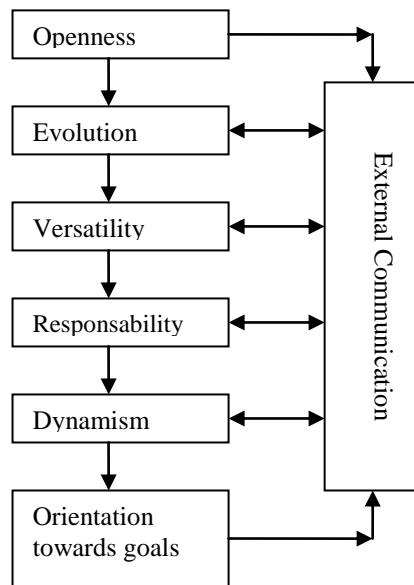 Openness
Evolution
Versatility
Responsability
Dynamism
Orientation
towards goals
External Communication